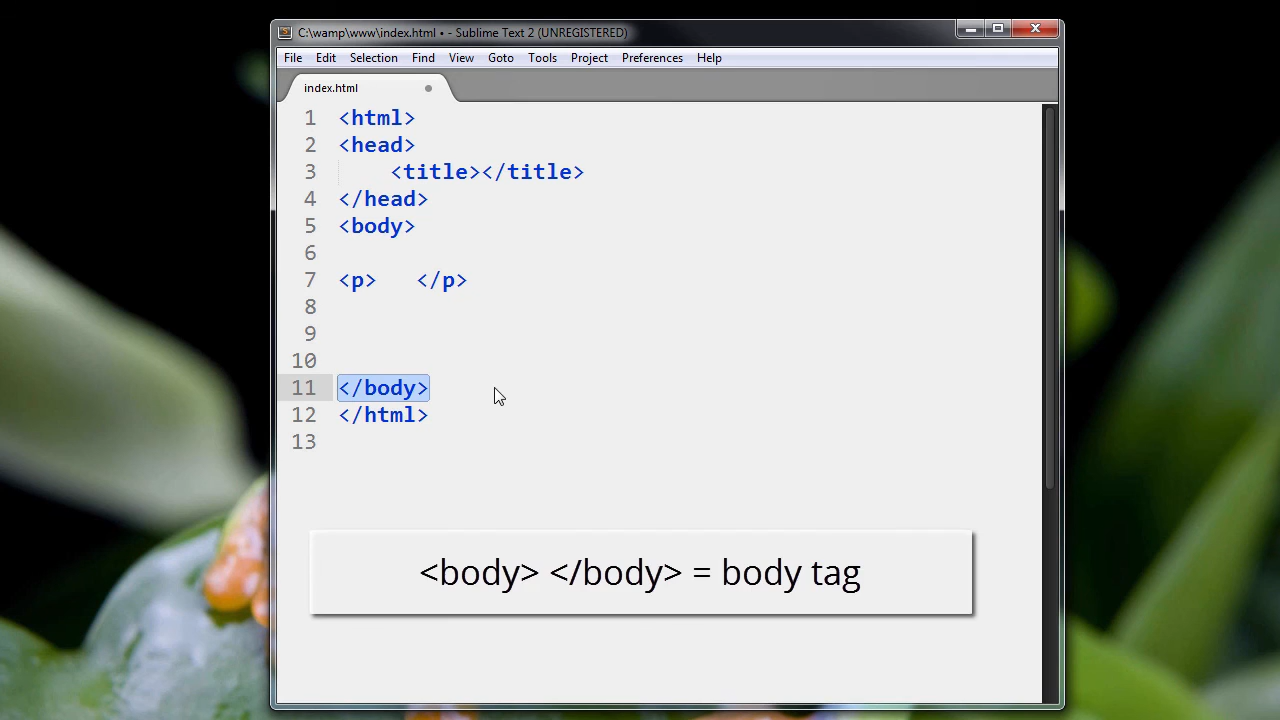 C:\wamp\www\index.html • - Sublime Text 2 (UNREGISTERED)
File Edit Selection Find View Goto Tools Project Preferences Help
index.html
1 <html>
2 <head>
3     <title></title>
4 </head>
5 <body>
6
7 <p>   </p>
8
9
10
11 </body>
12 </html>
13
<body> </body> = body tag